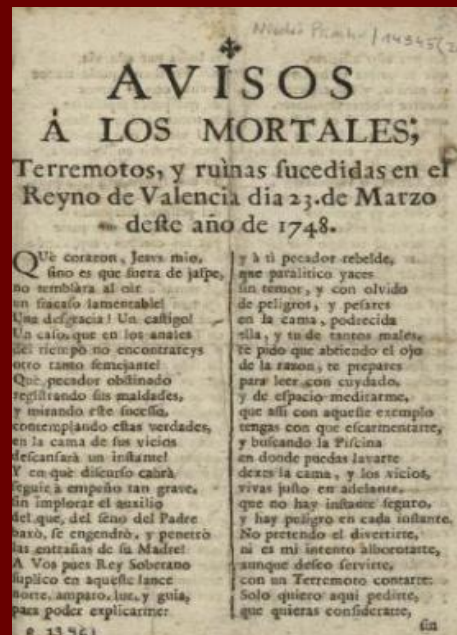 AVISOS
Á LOS MORTALES;
Terremotos, y ruìnas sucedidas en el
Reyno de Valencia dia 23. de Marzo
deste año de 1748.
QUè corazon, Jesvs mio,
sino es que fuera de jaspe,
no temblàra al oir
un fracaso lamentable!
Una desgracia! Un castigo!
Un caso, que en los anales
del tiempo no encontrareys
otro tanto semejante!
Què pecador obstinado
registrando sus maldades,
y mirando este sucesso,
contemplando estas verdades,
en la cama de sus vicios
descansarà un instante!
Y en què discurso cabrà
seguir à empeño tan grave,
sin implorar el auxilio
del que, del seno del Padre
baxò, se engendrò, y penetrò
las entrañas de su Madre!
A Vos pues Rey Soberano
suplico en aqueste lance
norte, amparo, luz, y guia,
para poder explicarme:
y à tì pecador rebelde,
que paralitico yaces
sin temor, y con olvido
de peligros, y pesares
en la cama, podrecida
ella, y tu de tantos males,
te pido que abriendo el ojo
de la razon, te prepares
para leer con cuydado,
y de espacio meditarme,
que assi con aqueste exemplo
tengas con que escarmentarte,
y buscando la Piscina
en donde puedas lavarte
dexes la cama, y los vicios,
vivas justo en adelante,
que no hay instante seguro,
y hay peligro en cada instante.
No pretendo el divertirte,
ni es mi intento alborotarte,
aunque deseo servirte,
con un Terremoto contarte:
Solo quiero aqui pedirte,
que quieras considerarte,
sin